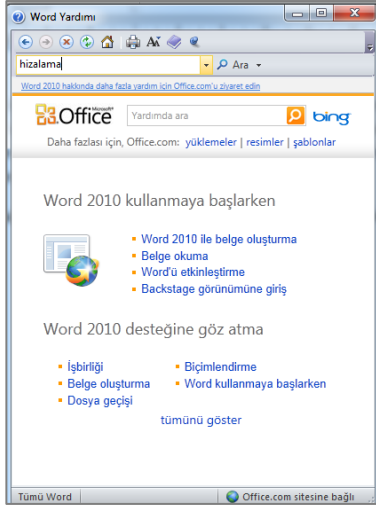 Word Yardımı
hizalama Ara
Word 2010 hakkında daha fazla yardım için Office.com'u ziyaret edin
Microsoft
Office Yardımda ara bing
Daha fazlası için, Office.com: yüklemeler | resimler | şablonlar
Word 2010 kullanmaya başlarken
Word 2010 ile belge oluşturma
Belge okuma
Word'ü etkinleştirme
Backstage görünümüne giriş
Word 2010 desteğine göz atma
İşbirliği
Belge oluşturma
Dosya geçişi
Biçimlendirme
Word kullanmaya başlarken
tümünü göster
Tümü Word Office.com sitesine bağlı